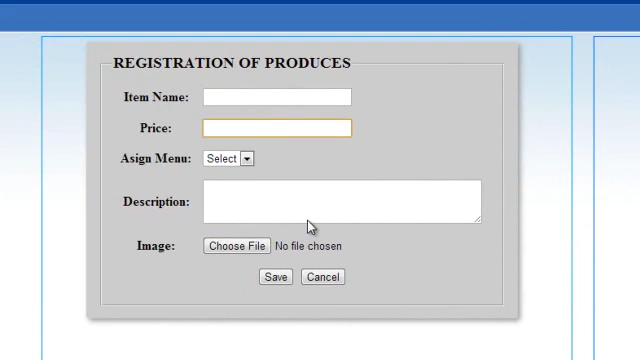 REGISTRATION OF PRODUCES
Item Name:
Price:
Asign Menu: Select
Description:
Image: Choose File No file chosen
Save Cancel